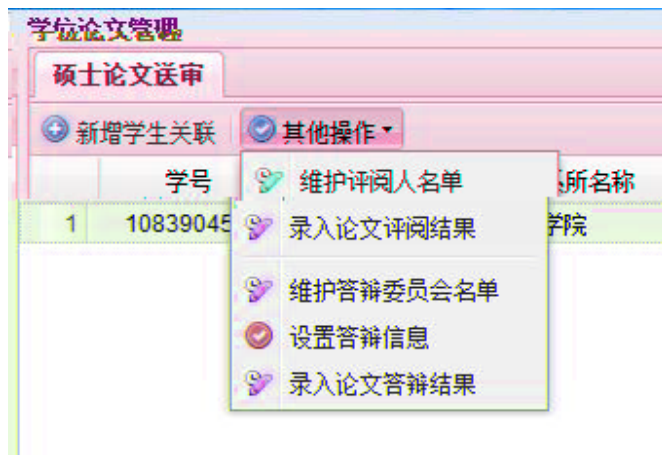 学位论文管理
硕士论文送审
新增学生关联 其他操作
学号 所名称
1 10839045 学院
维护评阅人名单
录入论文评阅结果
维护答辩委员会名单
设置答辩信息
录入论文答辩结果